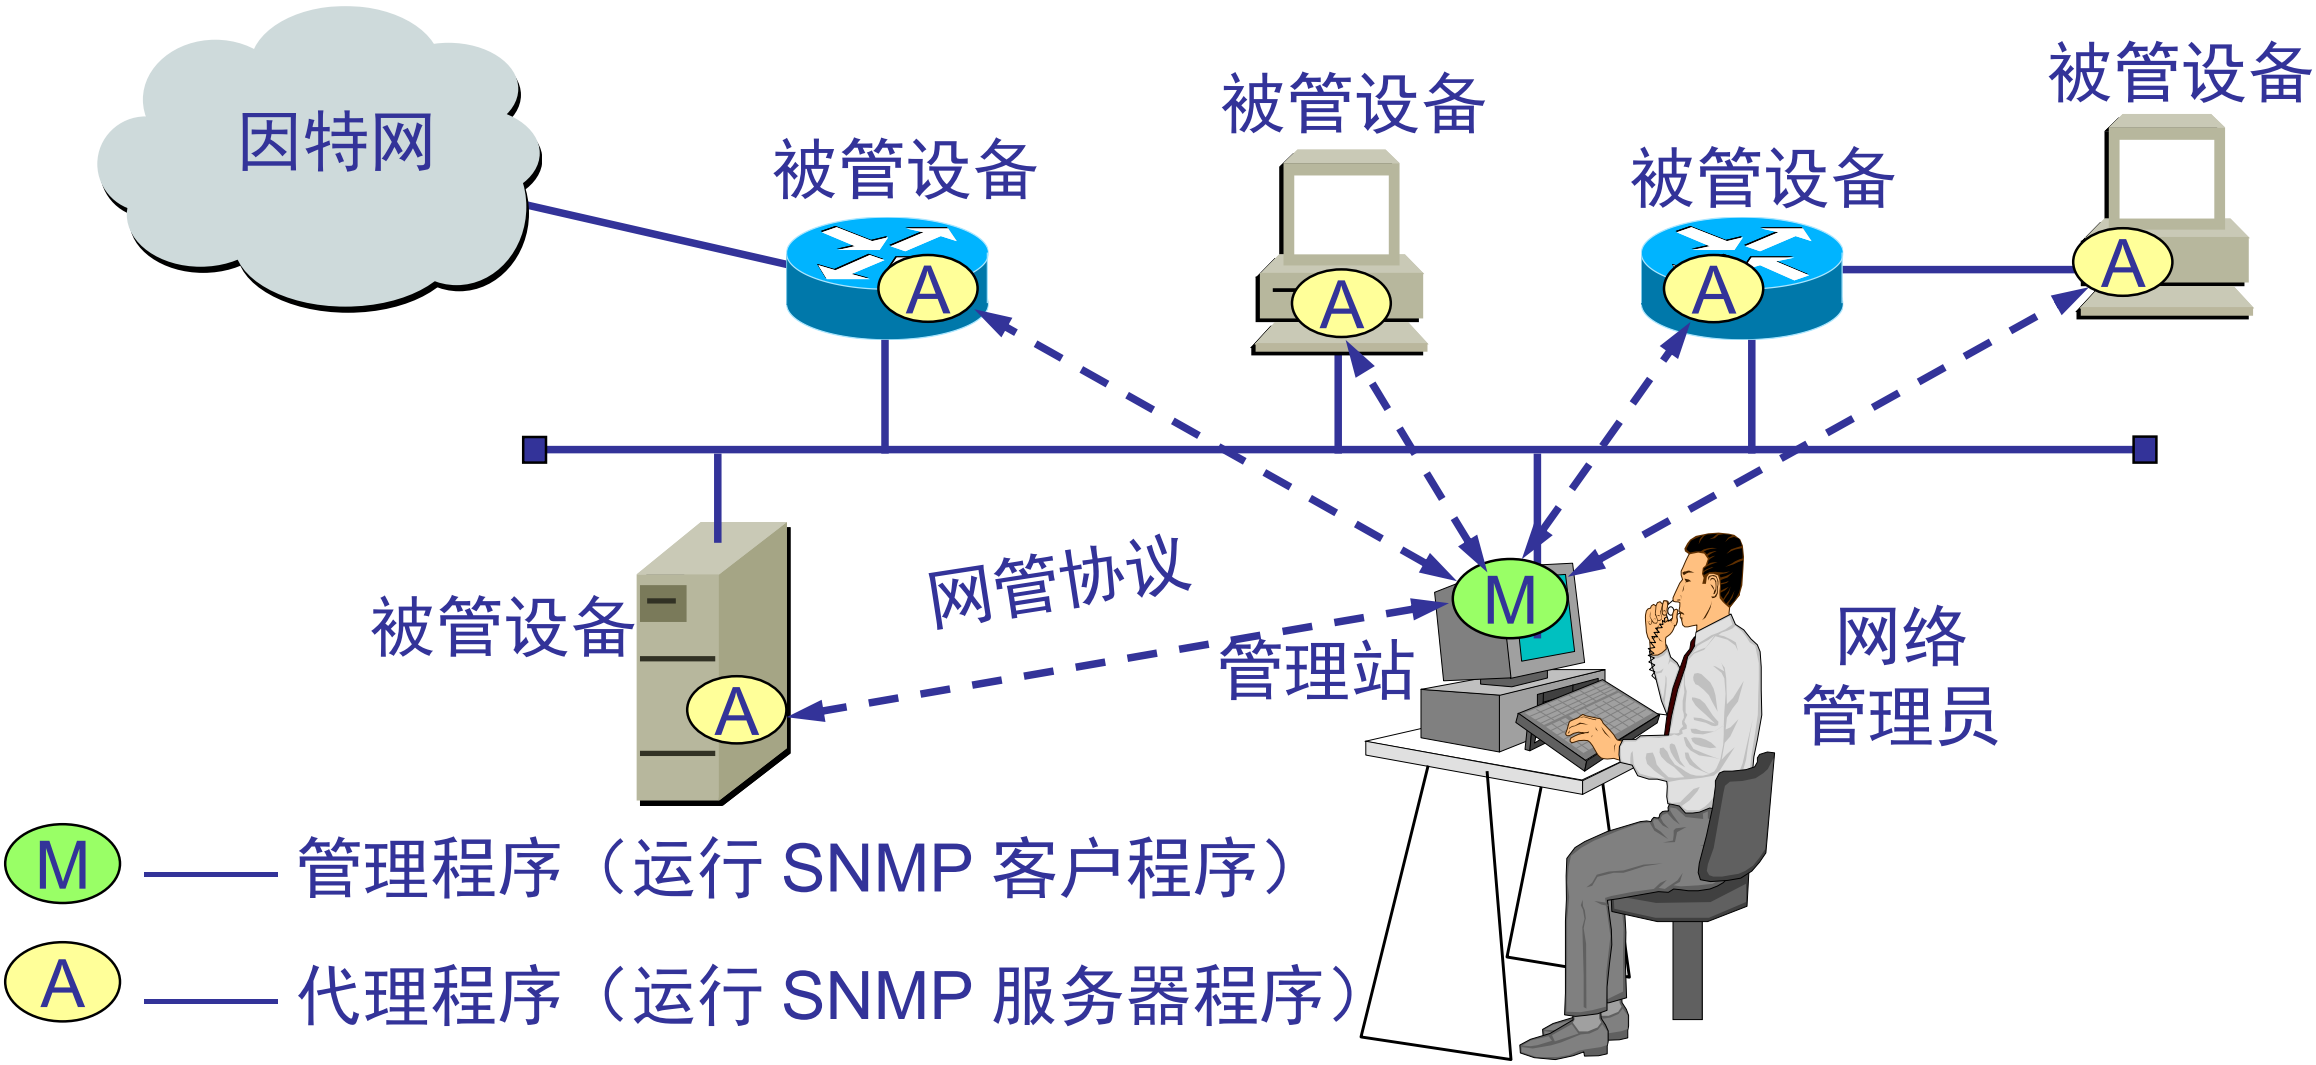 被管设备
被管设备
因特网
被管设备
被管设备
A
A
A
A
网管协议
M
被管设备
网络
管理员
管理站
A
M 管理程序（运行 SNMP 客户程序）
A 代理程序（运行 SNMP 服务器程序）